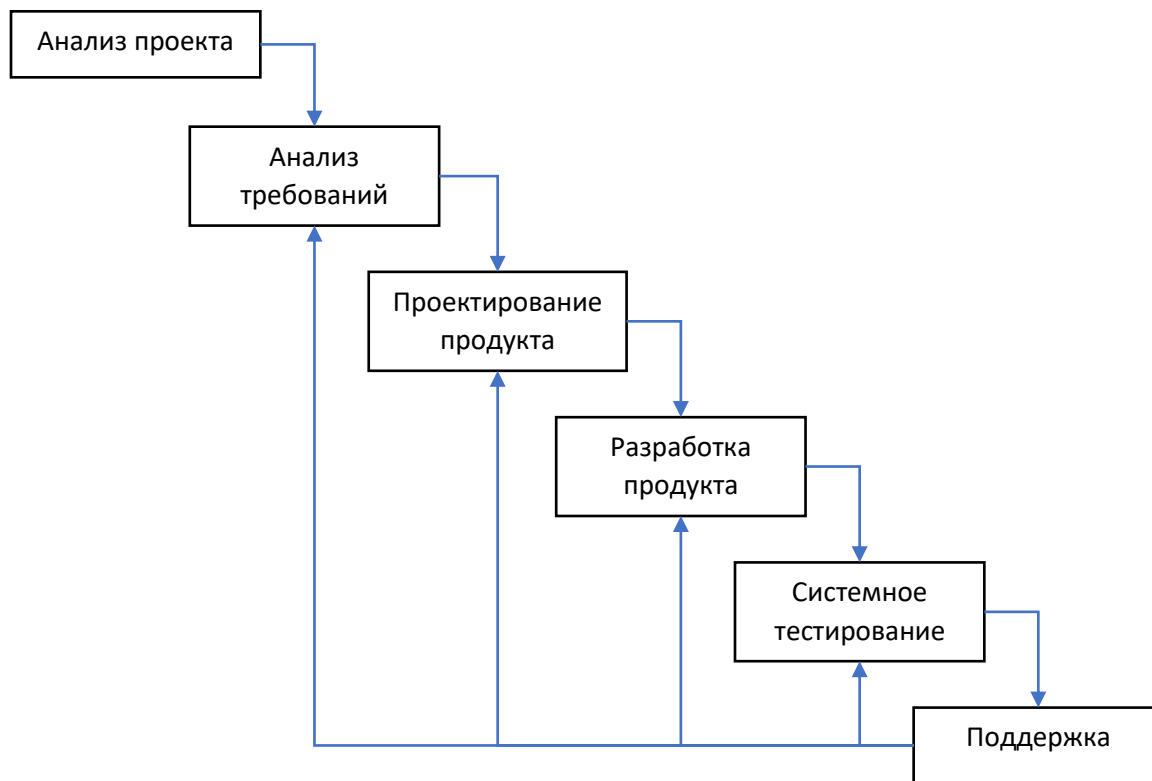 Анализ проекта
Анализ
требований
Проектирование
продукта
Разработка
продукта
Системное
тестирование
Поддержка